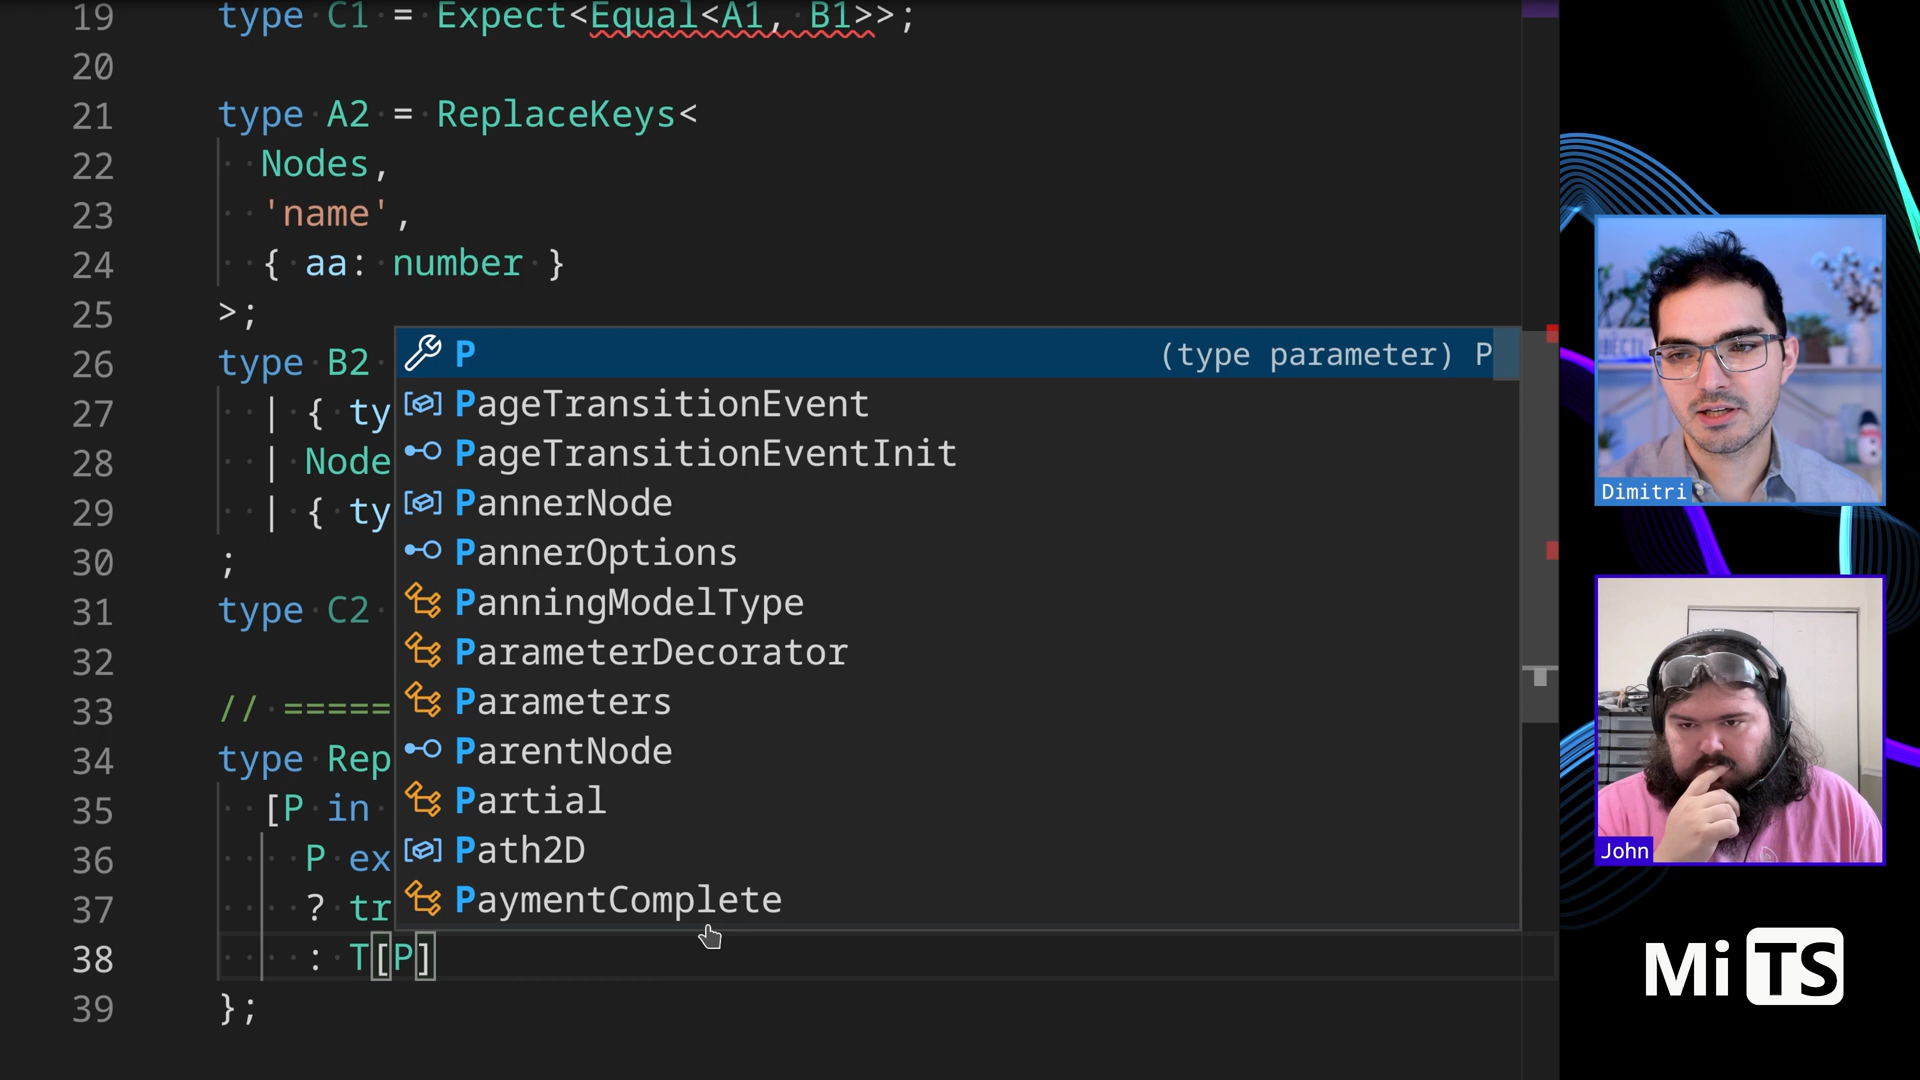 19 type C1 = Expect<Equal<A1, B1>>;
20
21 type A2 = ReplaceKeys<
22 Nodes,
23 'name',
24 { aa: number }
25 >;
26 type B2
27 | { ty
28 | Node
29 | { ty
30 ;
31 type C2
32
33 // =====
34 type Rep
35 [P in
36 P ex
37 ? tr
38 : T[P]
39 };
P (type parameter) P
PageTransitionEvent
PageTransitionEventInit
PannerNode
PannerOptions
PanningModelType
ParameterDecorator
Parameters
ParentNode
Partial
Path2D
PaymentComplete
Dimitri
John
MiTS